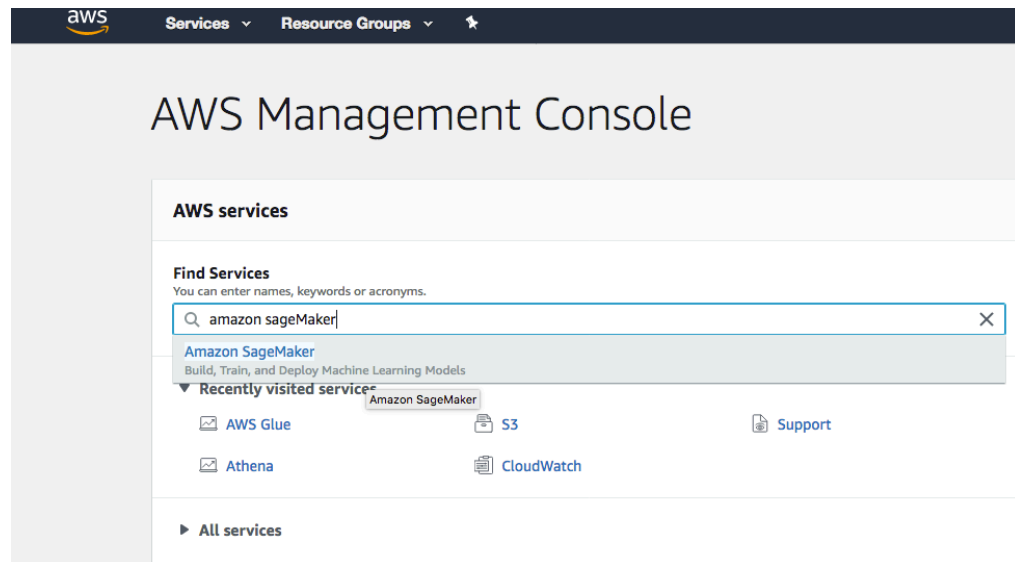 aws Services Resource Groups
AWS Management Console
AWS services
Find Services
You can enter names, keywords or acronyms.
amazon sageMaker
Amazon SageMaker
Build, Train, and Deploy Machine Learning Models
Recently visited services
Amazon SageMaker
AWS Glue S3 Support
Athena CloudWatch
All services